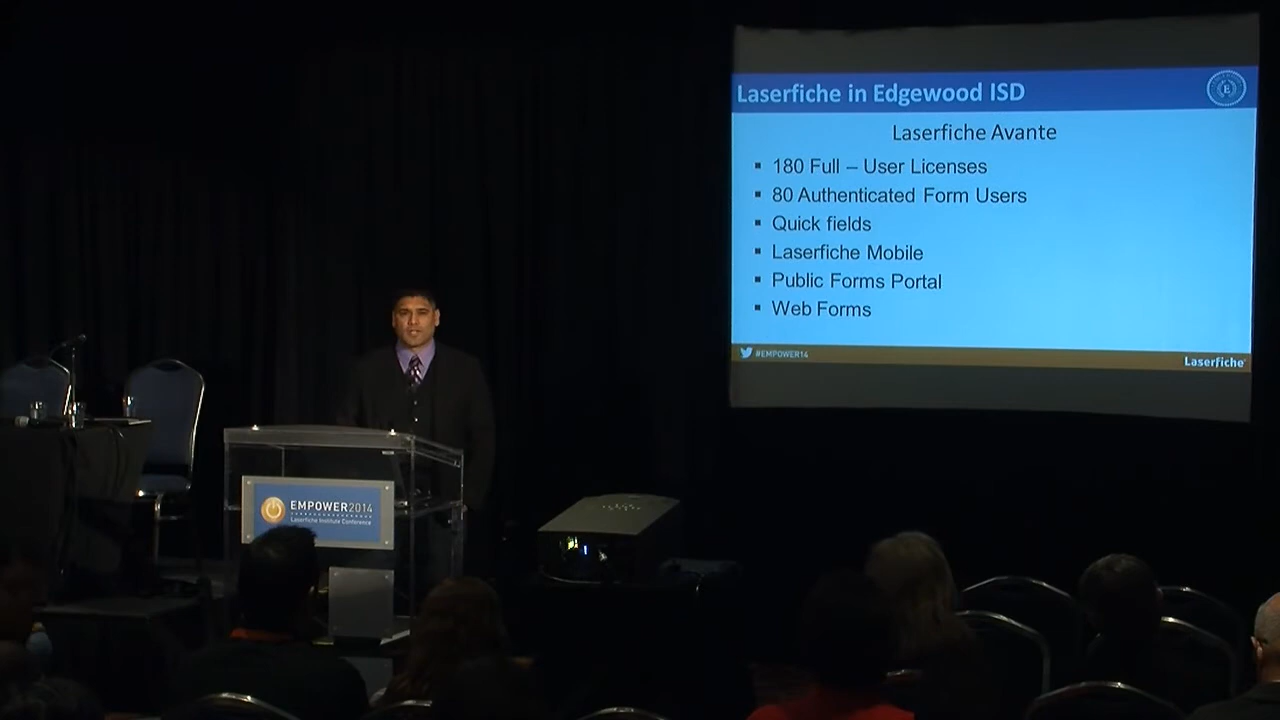 Laserfiche in Edgewood ISD
E
Laserfiche Avante
▪ 180 Full – User Licenses
▪ 80 Authenticated Form Users
▪ Quick fields
▪ Laserfiche Mobile
▪ Public Forms Portal
▪ Web Forms
#EMPOWER14
Laserfiche
EMPOWER2014
Laserfiche Institute Conference